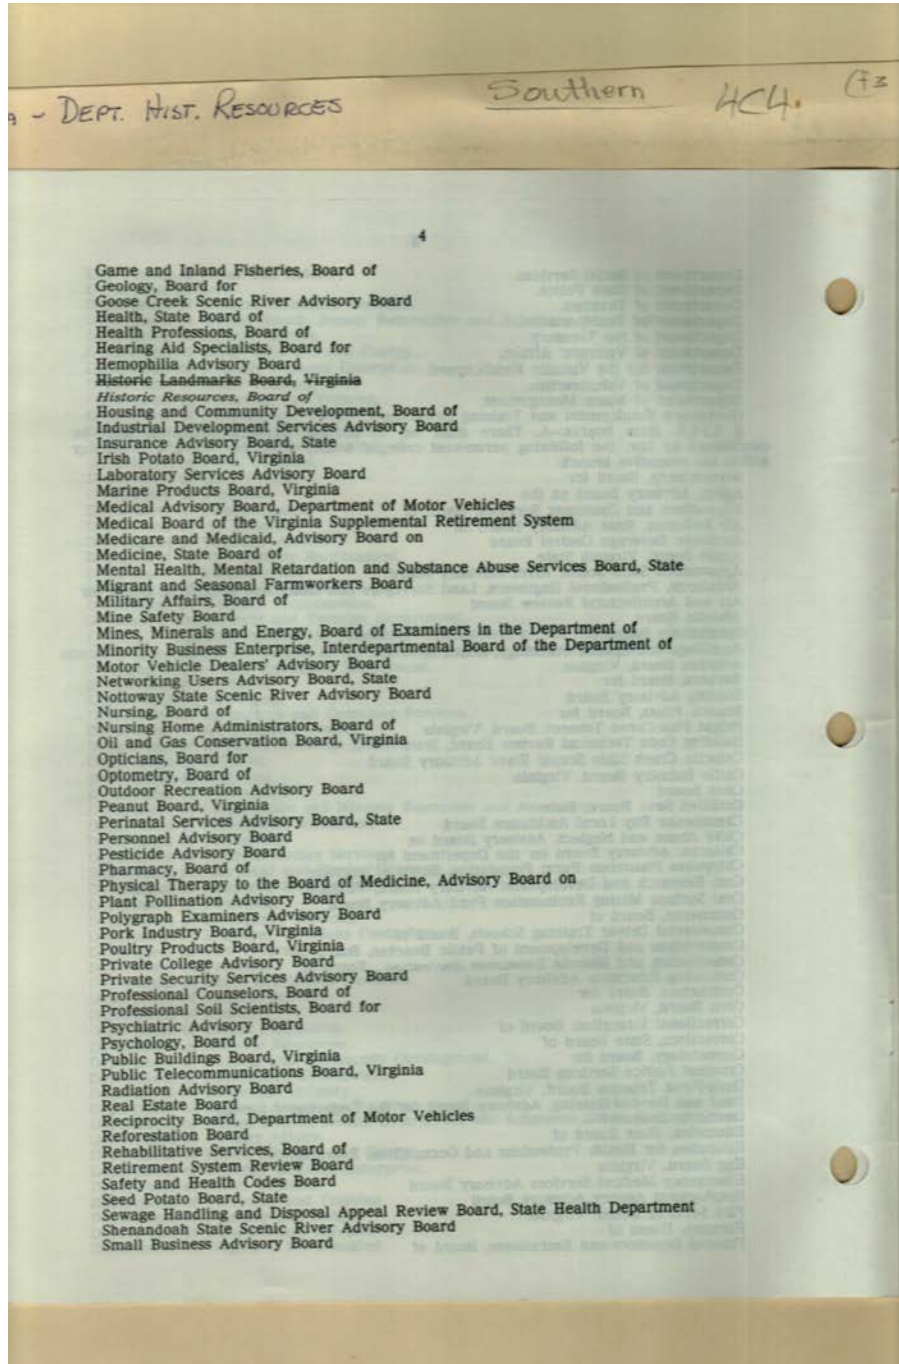 - DEPT. HIST. RESOURCES
Southern
4C4.
4
Game and Inland Fisheries, Board of
Geology, Board for
Goose Creek Scenic River Advisory Board
Health, State Board of
Health Professions, Board of
Hearing Aid Specialists, Board for
Hemophilia Advisory Board
Historic Landmarks Board, Virginia
Historic Resources, Board of
Housing and Community Development, Board of
Industrial Development Services Advisory Board
Insurance Advisory Board, State
Irish Potato Board, Virginia
Laboratory Services Advisory Board
Marine Products Board, Virginia
Medical Advisory Board, Department of Motor Vehicles
Medical Board of the Virginia Supplemental Retirement System
Medicare and Medicaid, Advisory Board on
Medicine, State Board of
Mental Health, Mental Retardation and Substance Abuse Services Board, State
Migrant and Seasonal Farmworkers Board
Military Affairs, Board of
Mine Safety Board
Mines, Minerals and Energy, Board of Examiners in the Department of
Minority Business Enterprise, Interdepartmental Board of the Department of
Motor Vehicle Dealers' Advisory Board
Networking Users Advisory Board, State
Nottoway State Scenic River Advisory Board
Nursing, Board of
Nursing Home Administrators, Board of
Oil and Gas Conservation Board, Virginia
Opticians, Board for
Optometry, Board of
Outdoor Recreation Advisory Board
Peanut Board, Virginia
Perinatal Services Advisory Board, State
Personnel Advisory Board
Pesticide Advisory Board
Pharmacy, Board of
Physical Therapy to the Board of Medicine, Advisory Board on
Plant Pollination Advisory Board
Polygraph Examiners Advisory Board
Pork Industry Board, Virginia
Poultry Products Board, Virginia
Private College Advisory Board
Private Security Services Advisory Board
Professional Counselors, Board of
Professional Soil Scientists, Board for
Psychiatric Advisory Board
Psychology, Board of
Public Buildings Board, Virginia
Public Telecommunications Board, Virginia
Radiation Advisory Board
Real Estate Board
Reciprocity Board, Department of Motor Vehicles
Reforestation Board
Rehabilitative Services, Board of
Retirement System Review Board
Safety and Health Codes Board
Seed Potato Board, State
Sewage Handling and Disposal Appeal Review Board, State Health Department
Shenandoah State Scenic River Advisory Board
Small Business Advisory Board